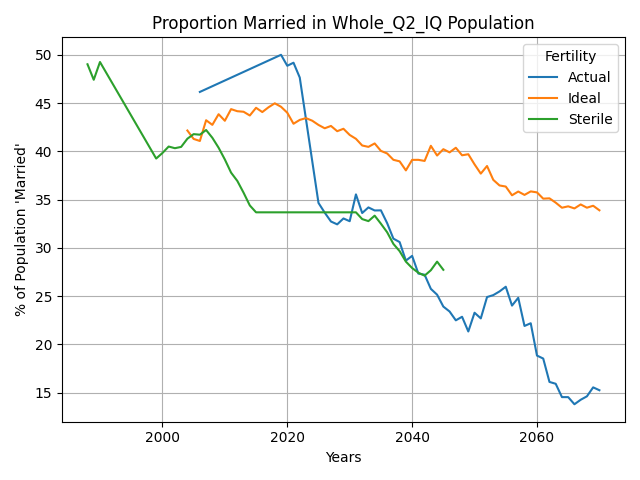 Proportion Married in Whole_Q2_IQ Population
% of Population 'Married'
50
45
40
35
30
25
20
15
Fertility
Actual
Ideal
Sterile
2000
2020
2040
2060
Years